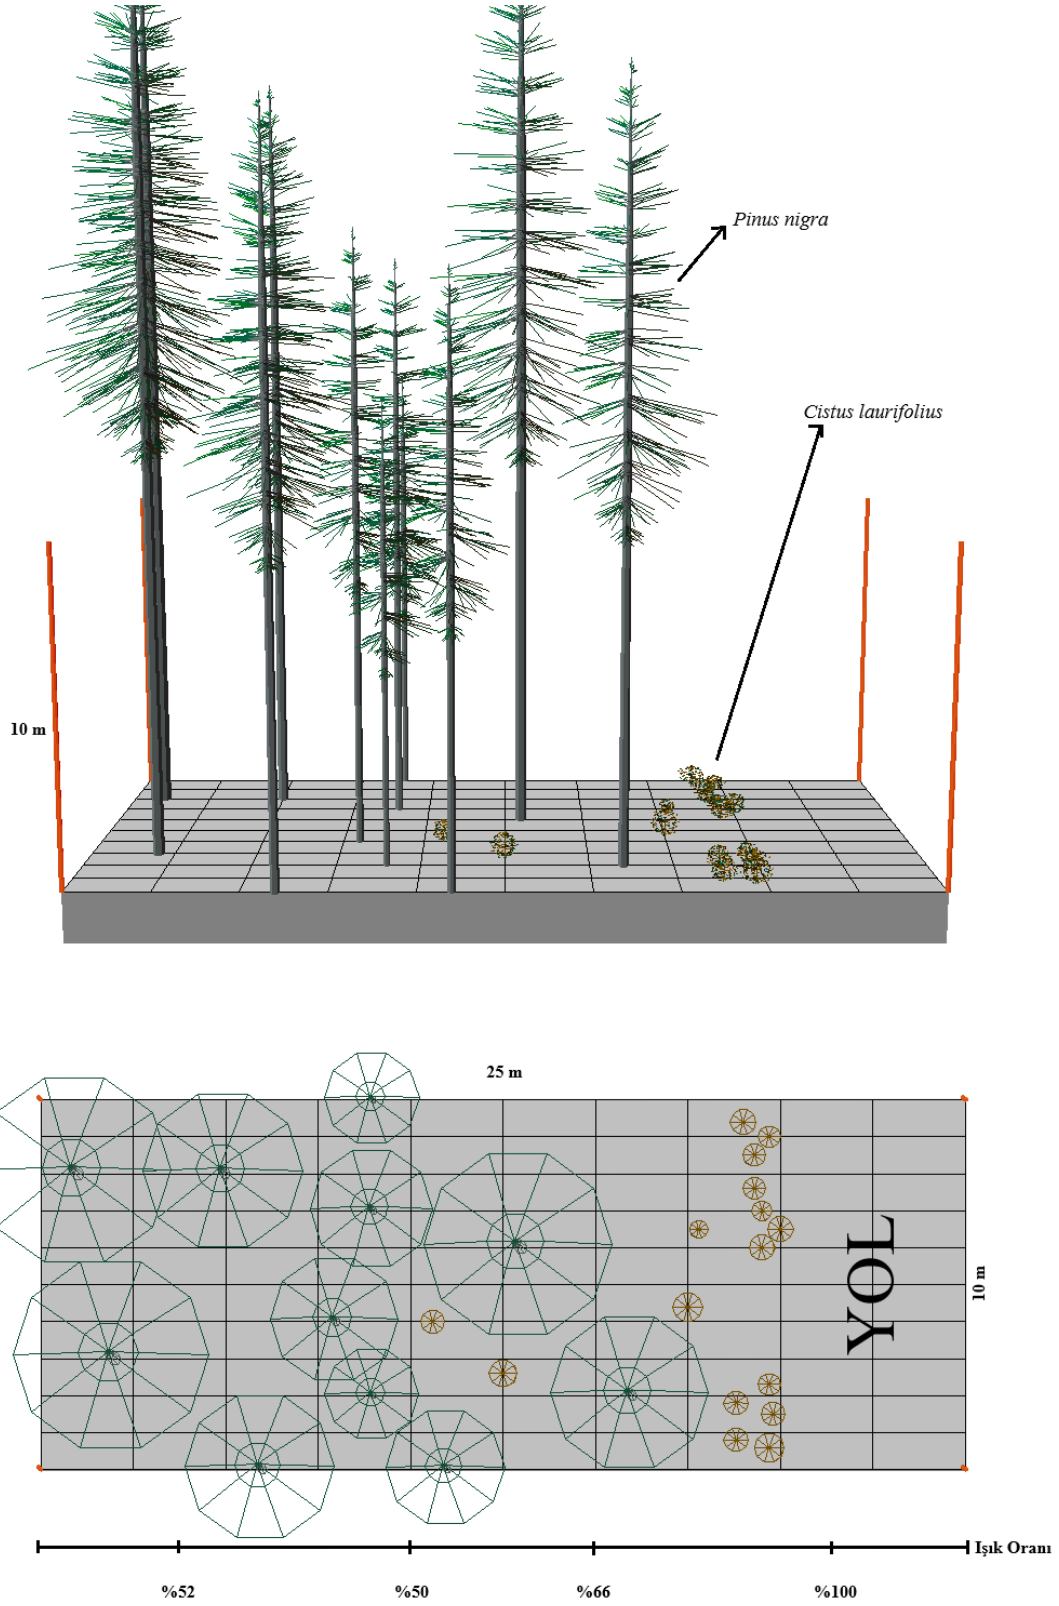 Pinus nigra
Cistus laurifolius
10 m
25 m
YOL
10 m
Işık Oranı
%52
%50
%66
%100